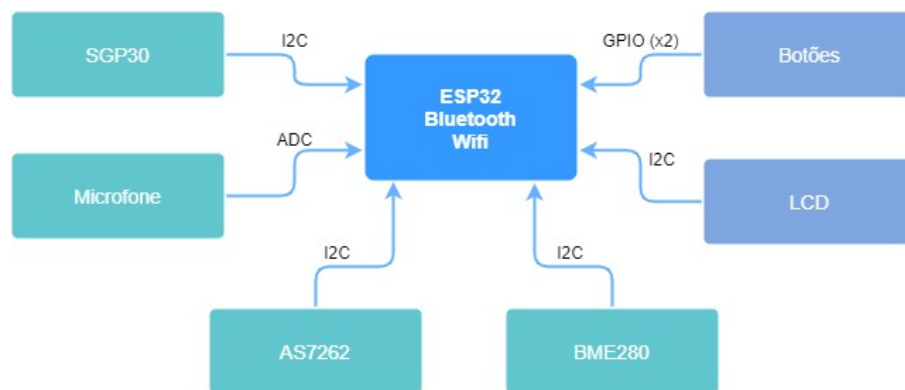 SGP30
I2C
GPIO (x2)
Botões
ESP32
Bluetooth
Wifi
Microfone
ADC
I2C
LCD
I2C
I2C
AS7262
BME280